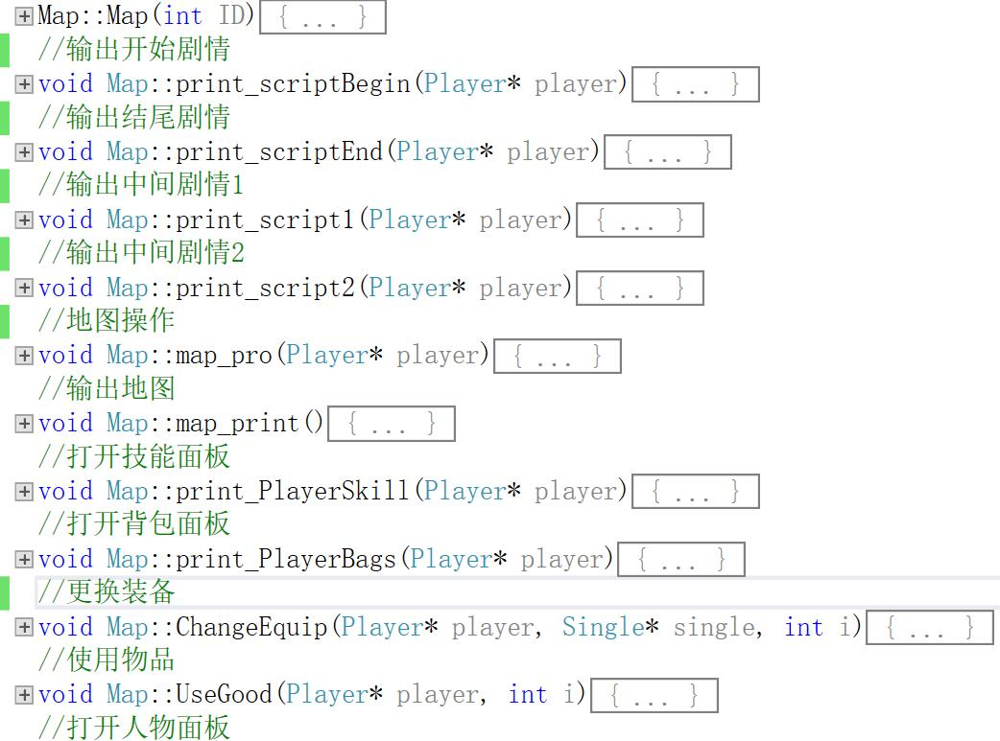 Map::Map(int ID){ ... }
//输出开始剧情
void Map::print_scriptBegin(Player* player){ ... }
//输出结尾剧情
void Map::print_scriptEnd(Player* player){ ... }
//输出中间剧情1
void Map::print_script1(Player* player){ ... }
//输出中间剧情2
void Map::print_script2(Player* player){ ... }
//地图操作
void Map::map_pro(Player* player){ ... }
//输出地图
void Map::map_print(){ ... }
//打开技能面板
void Map::print_PlayerSkill(Player* player){ ... }
//打开背包面板
void Map::print_PlayerBags(Player* player){ ... }
//更换装备
void Map::ChangeEquip(Player* player, Single* single, int i){ ... }
//使用物品
void Map::UseGood(Player* player, int i){ ... }
//打开人物面板